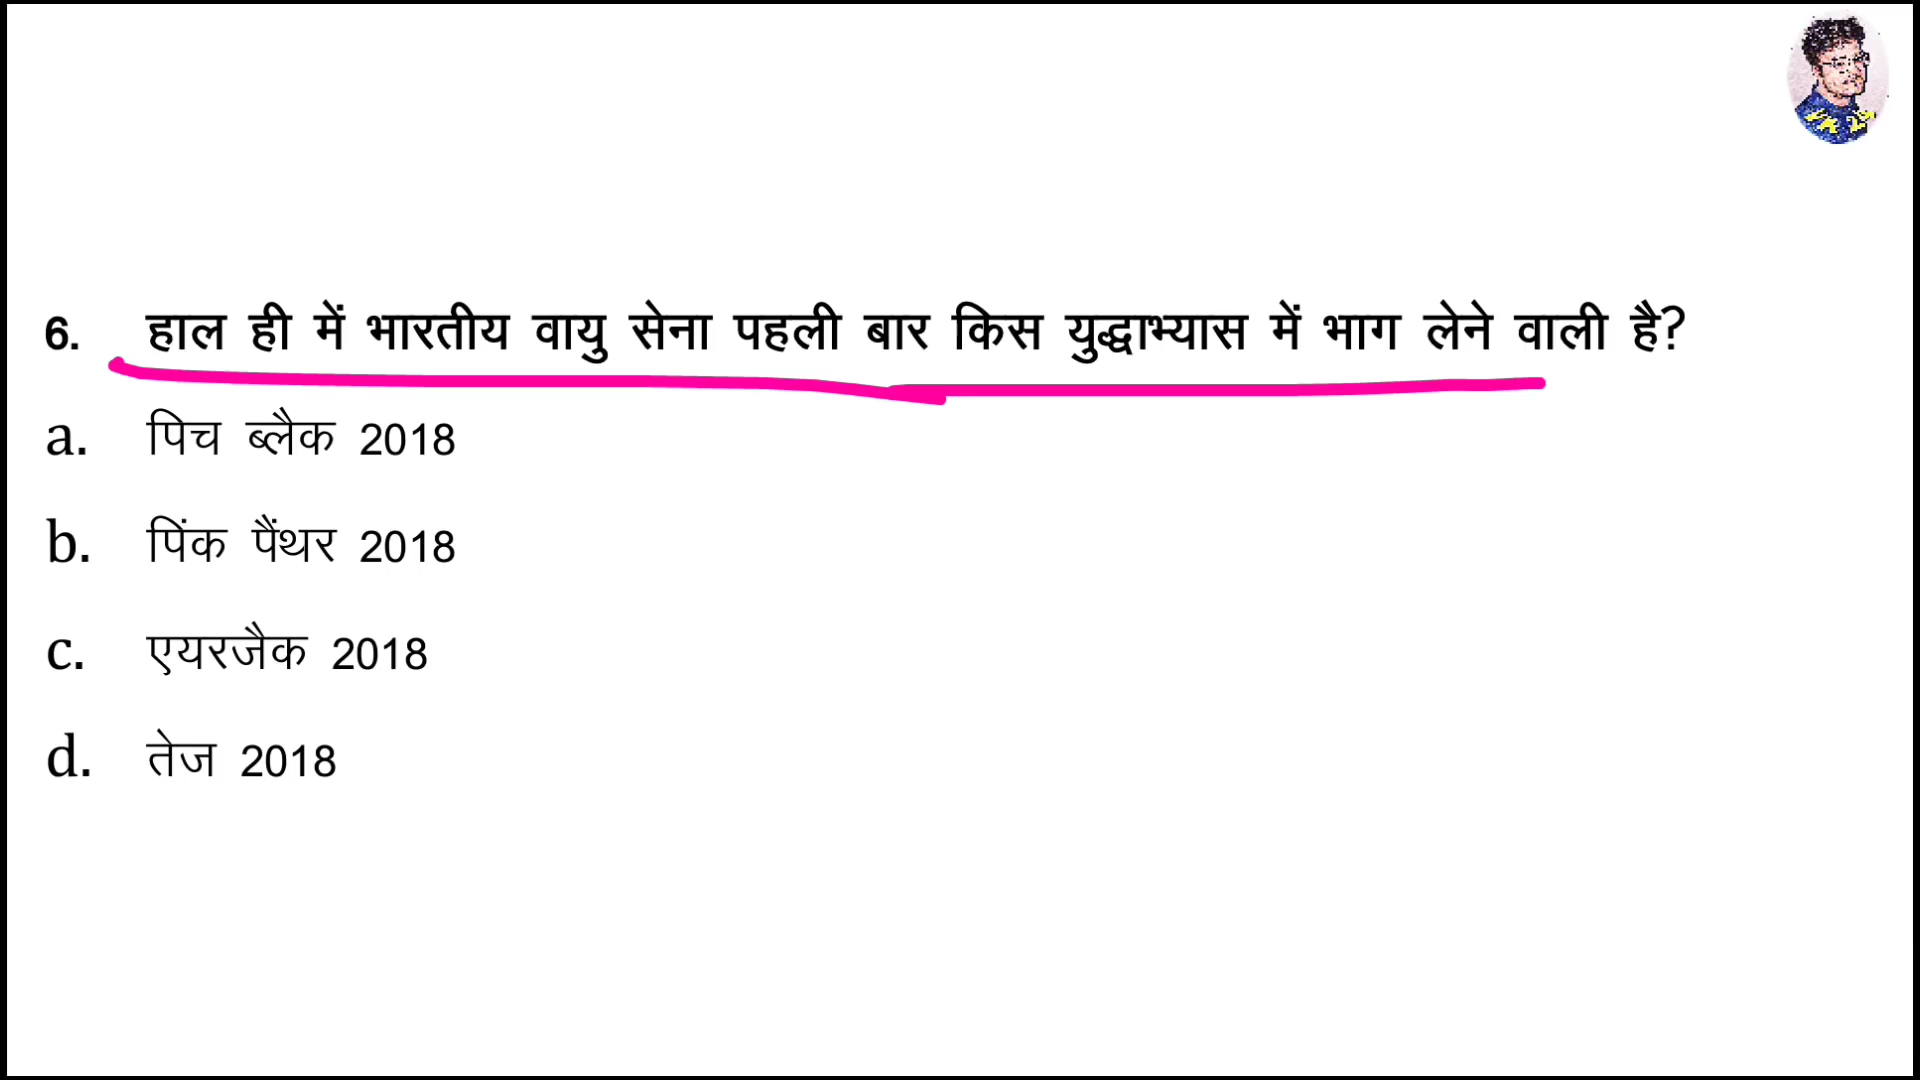 6. हाल ही में भारतीय वायु सेना पहली बार किस युद्धाभ्यास में भाग लेने वाली है?
a. पिच ब्लैक 2018
b. पिंक पैंथर 2018
c. एयरजैक 2018
d. तेज 2018